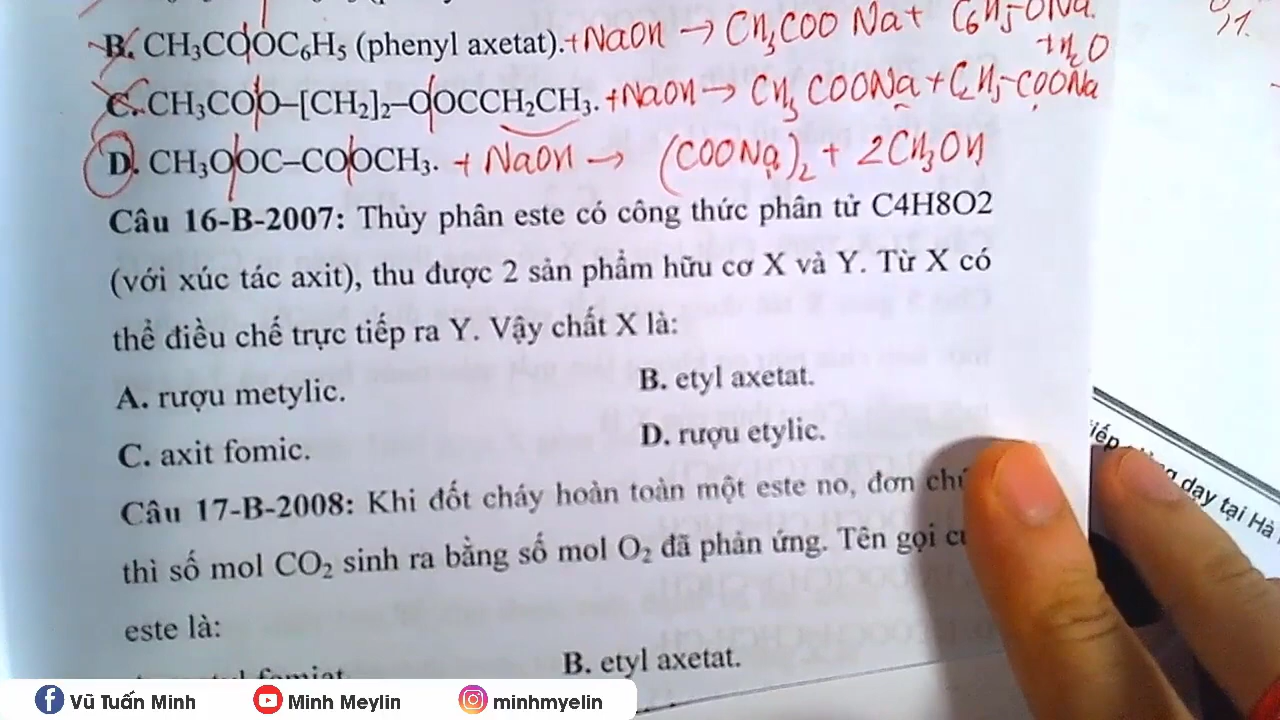 B. CH₃COOC₆H₅ (phenyl axetat). + NaOH → CH₃COONa + C₆H₅-ONa.
+ H₂O
C. CH₃COO–[CH₂]₂–OOCCH₂CH₃. + NaOH → CH₃COONa + C₂H₅-COONa
D. CH₃OOC–COOCH₃. + NaOH → (COONa)₂ + 2CH₃OH
Câu 16-B-2007: Thủy phân este có công thức phân tử C4H8O2
(với xúc tác axit), thu được 2 sản phẩm hữu cơ X và Y. Từ X có
thể điều chế trực tiếp ra Y. Vậy chất X là:
A. rượu metylic. B. etyl axetat.
C. axit fomic. D. rượu etylic.
Câu 17-B-2008: Khi đốt cháy hoàn toàn một este no, đơn
thì số mol CO₂ sinh ra bằng số mol O₂ đã phản ứng. Tên gọi
este là:
B. etyl axetat.
dạy tại Hà
Vũ Tuấn Minh Minh Meylin minhmyelin